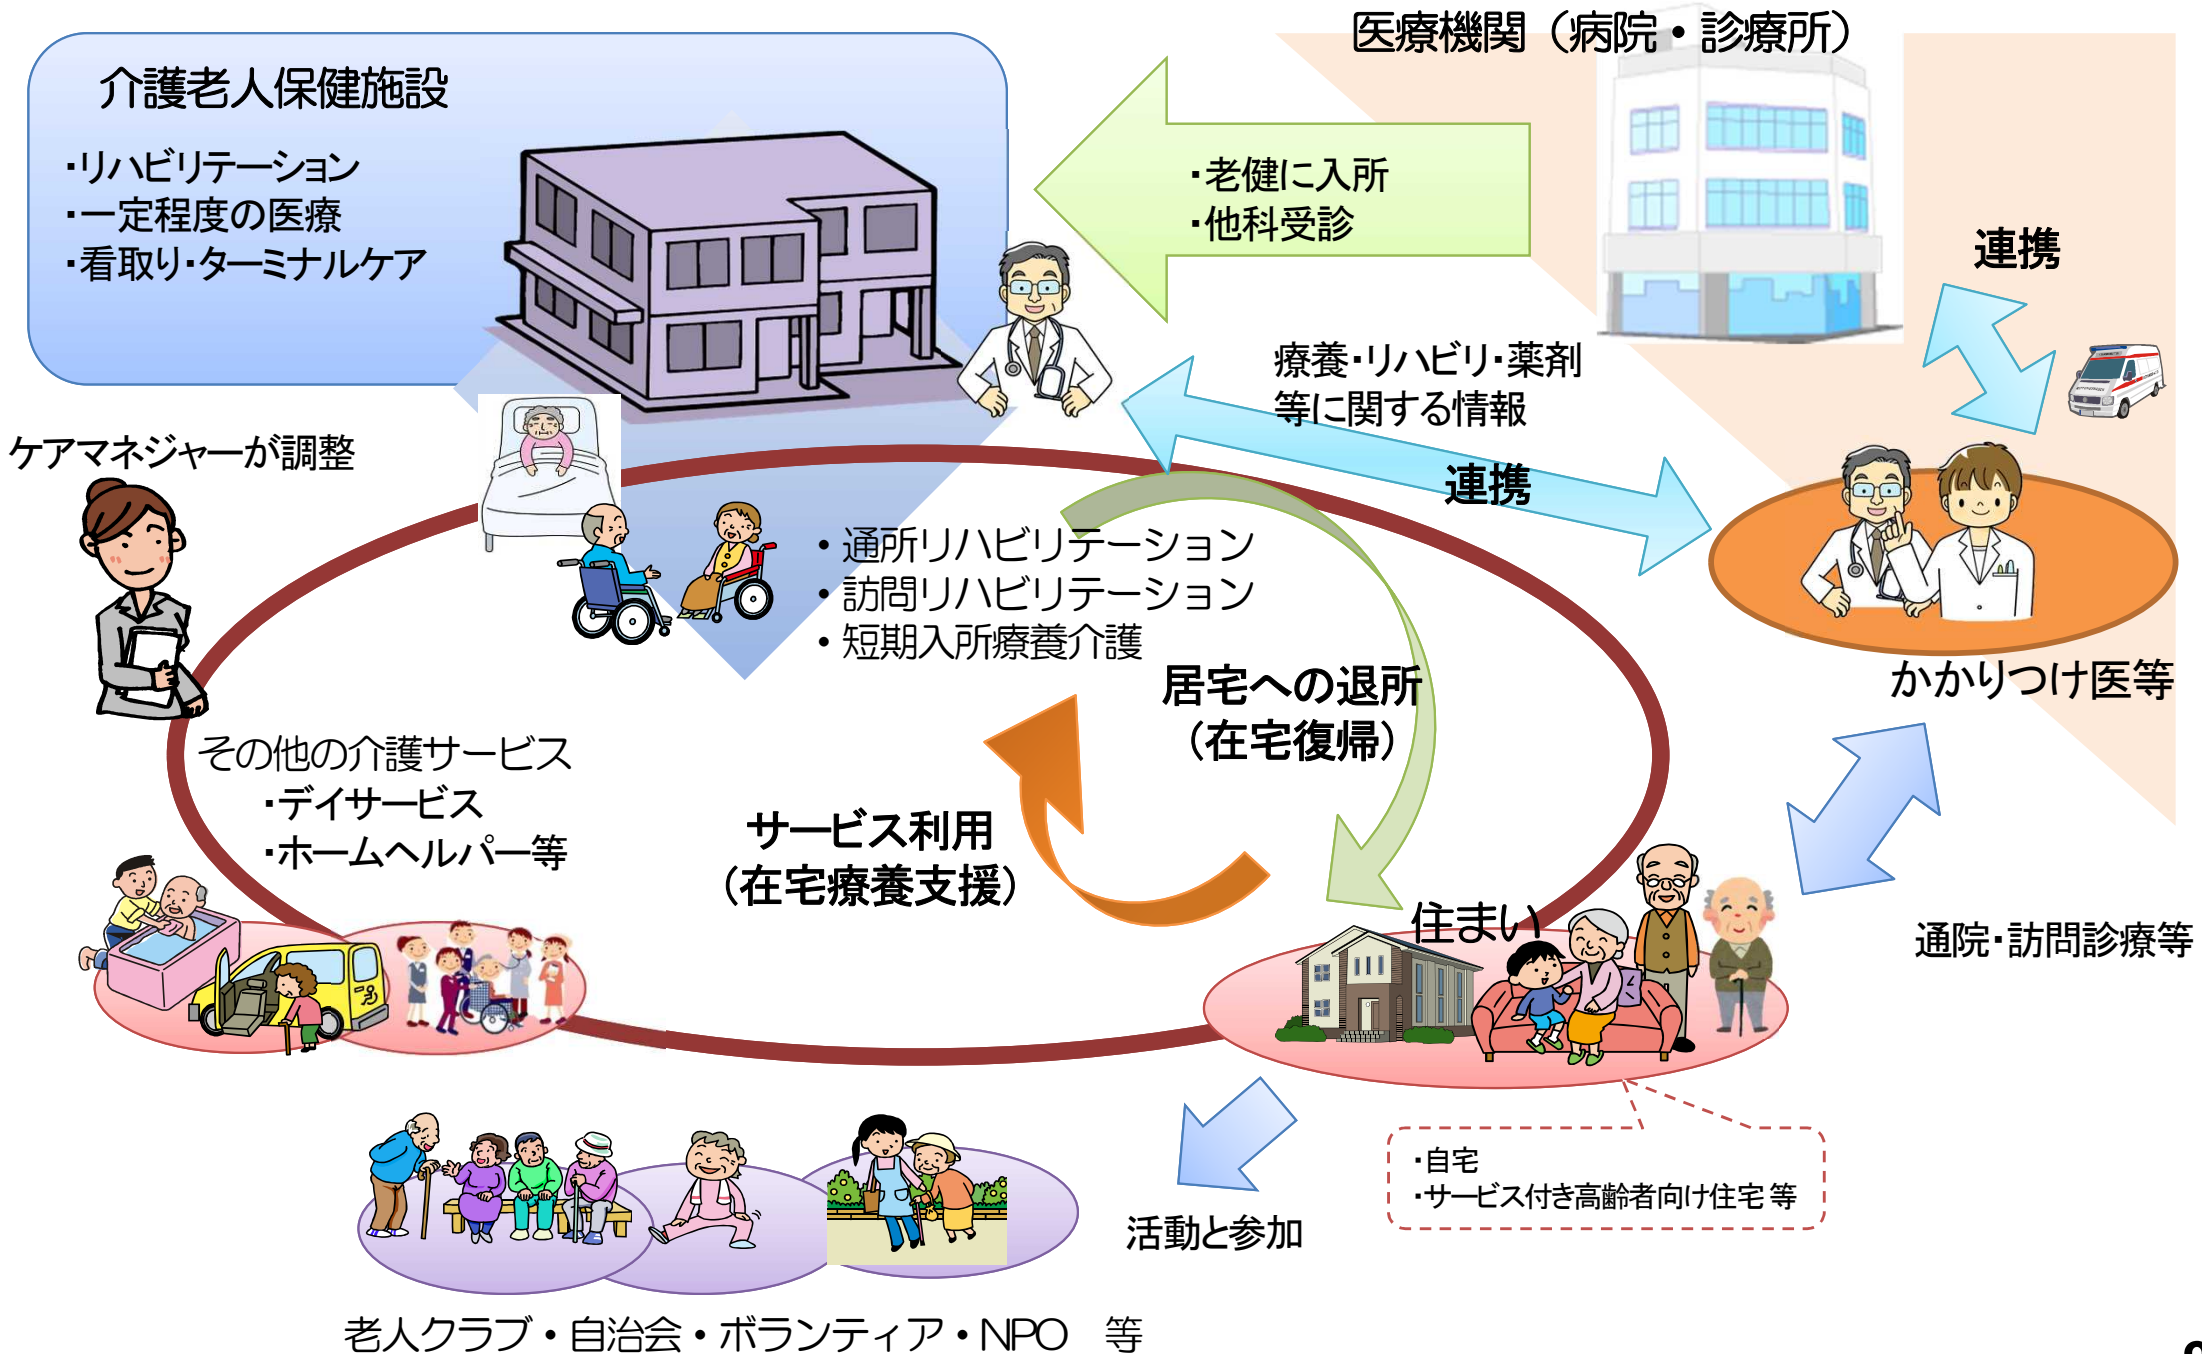 医療機関（病院・診療所）
介護老人保健施設
・リハビリテーション
・一定程度の医療
・看取り・ターミナルケア
・老健に入所
・他科受診
連携
療養・リハビリ・薬剤
等に関する情報
連携
ケアマネジャーが調整
・通所リハビリテーション
・訪問リハビリテーション
・短期入所療養介護
かかりつけ医等
居宅への退所
（在宅復帰）
その他の介護サービス
・デイサービス
・ホームヘルパー等
サービス利用
（在宅療養支援）
住まい
通院・訪問診療等
・自宅
・サービス付き高齢者向け住宅 等
活動と参加
老人クラブ・自治会・ボランティア・NPO　等